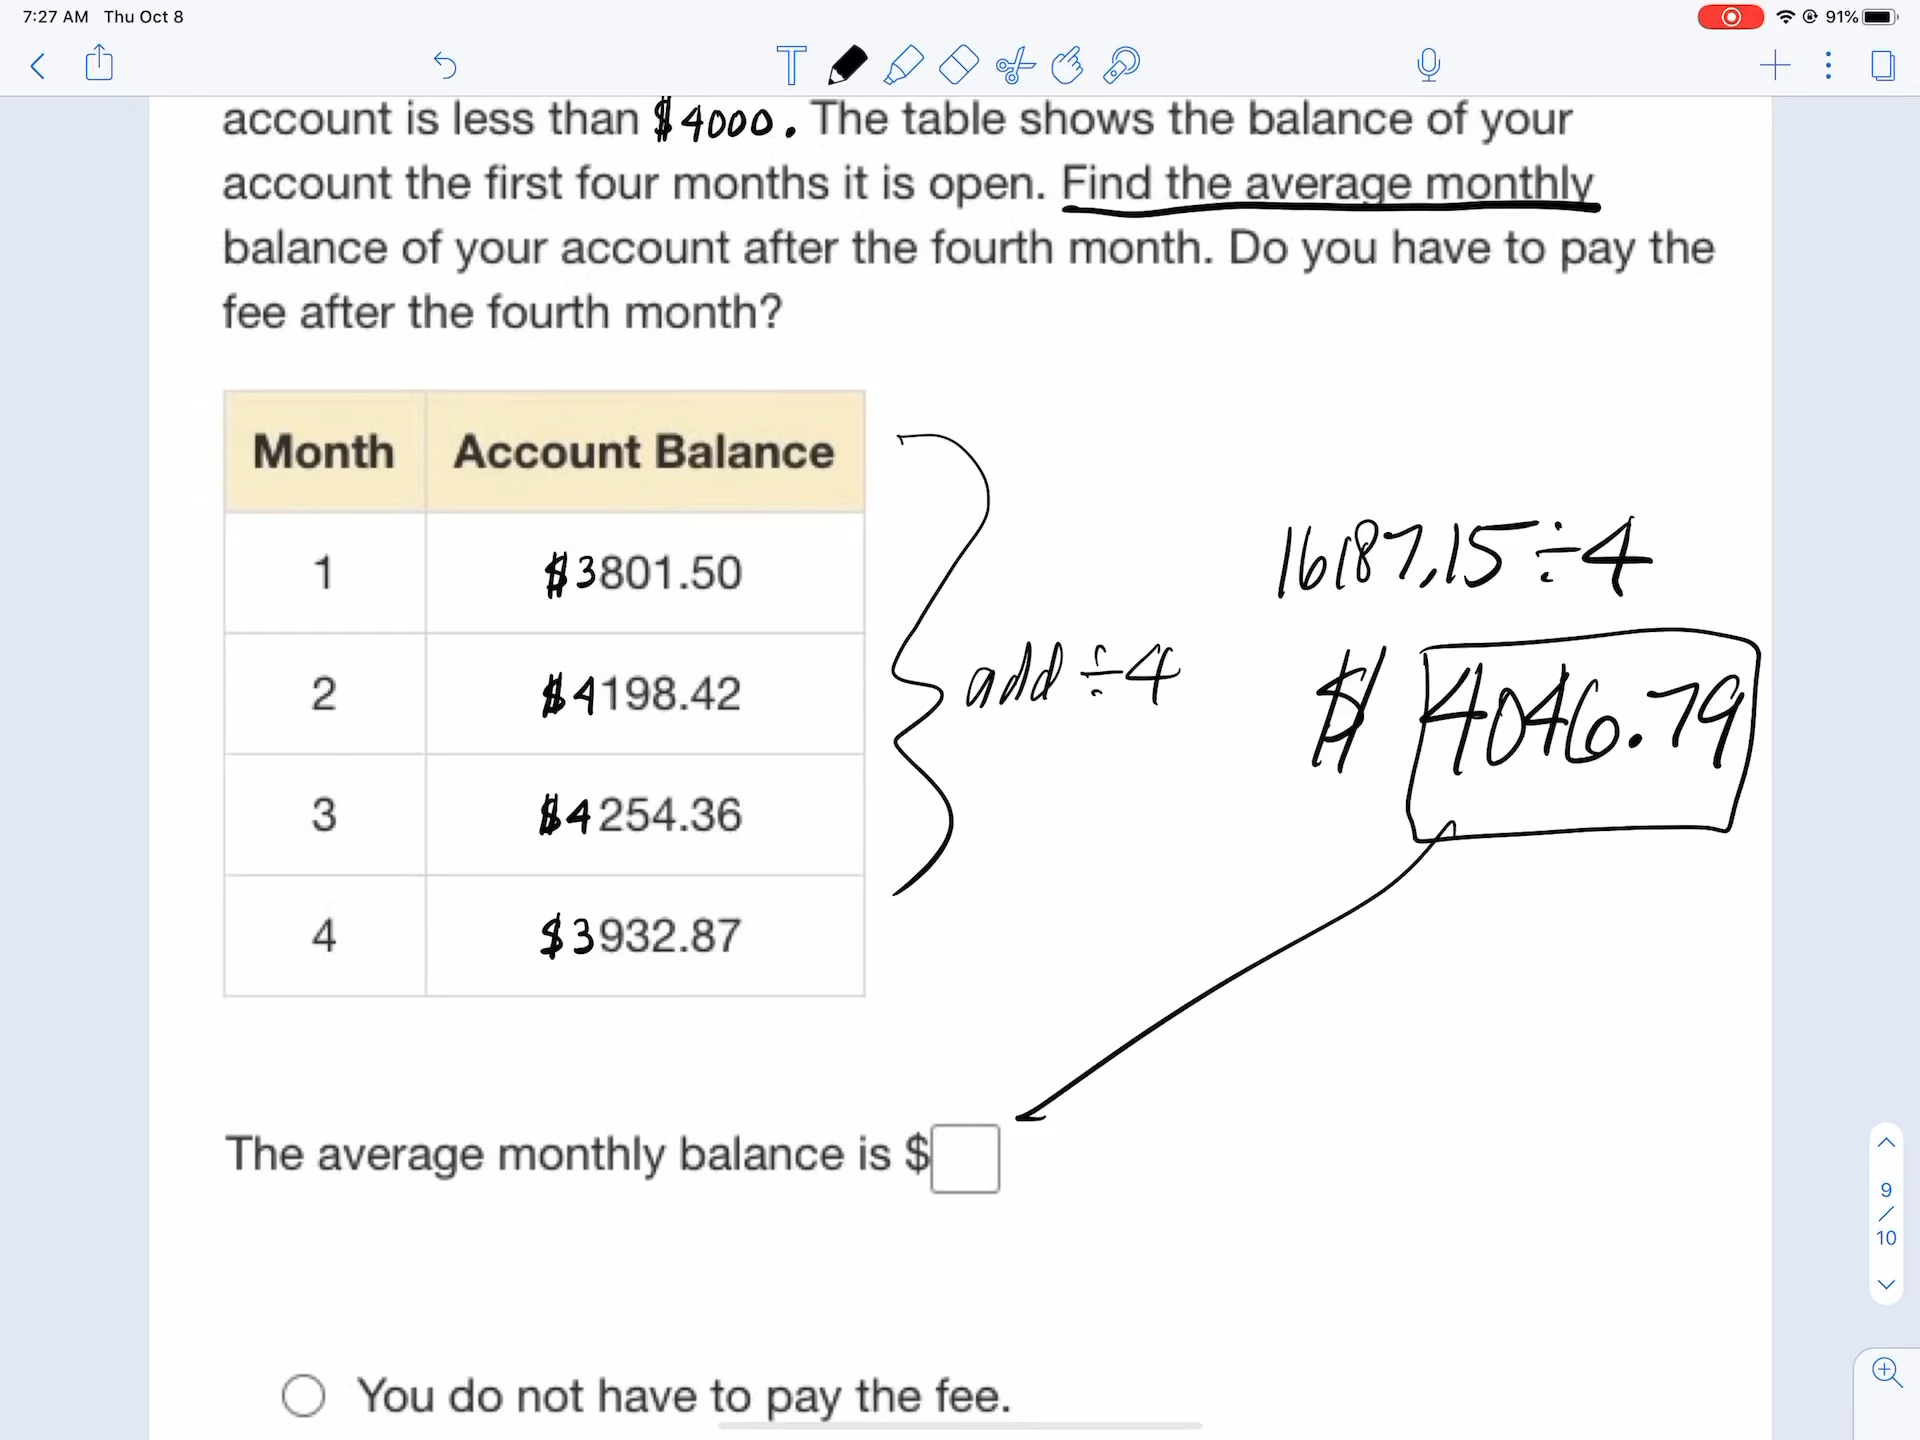 7:27 AM Thu Oct 8
91%
account is less than $4000. The table shows the balance of your
account the first four months it is open. Find the average monthly
balance of your account after the fourth month. Do you have to pay the
fee after the fourth month?
Month Account Balance
1 $3801.50
2 $4198.42
3 $4254.36
4 $3932.87
add ÷4
16187.15÷4
$ 4046.79
The average monthly balance is $
You do not have to pay the fee.
9
/
10